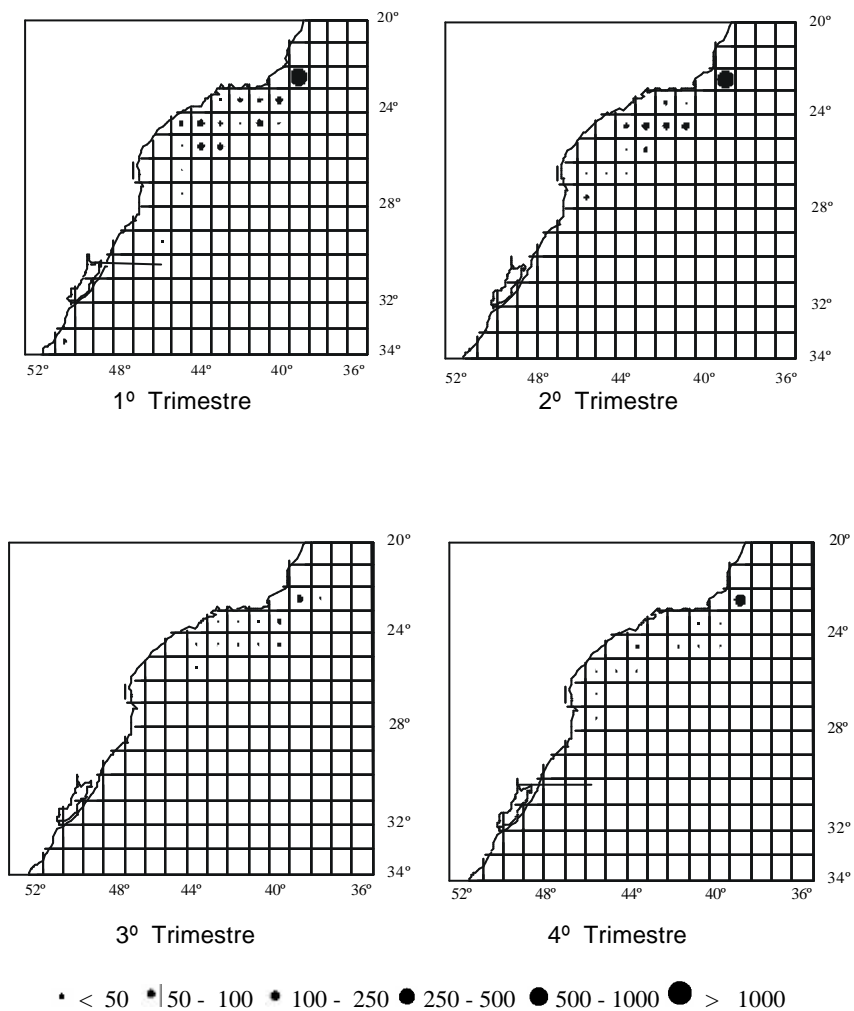 20º
24º
28º
32º
34º
52º 48º 44º 40º 36º
1º Trimestre
20º
24º
28º
32º
34º
52º 48º 44º 40º 36º
2º Trimestre
20º
24º
28º
32º
34º
52º 48º 44º 40º 36º
3º Trimestre
20º
24º
28º
32º
34º
52º 48º 44º 40º 36º
4º Trimestre
< 50 50 - 100 100 - 250 250 - 500 500 - 1000 > 1000